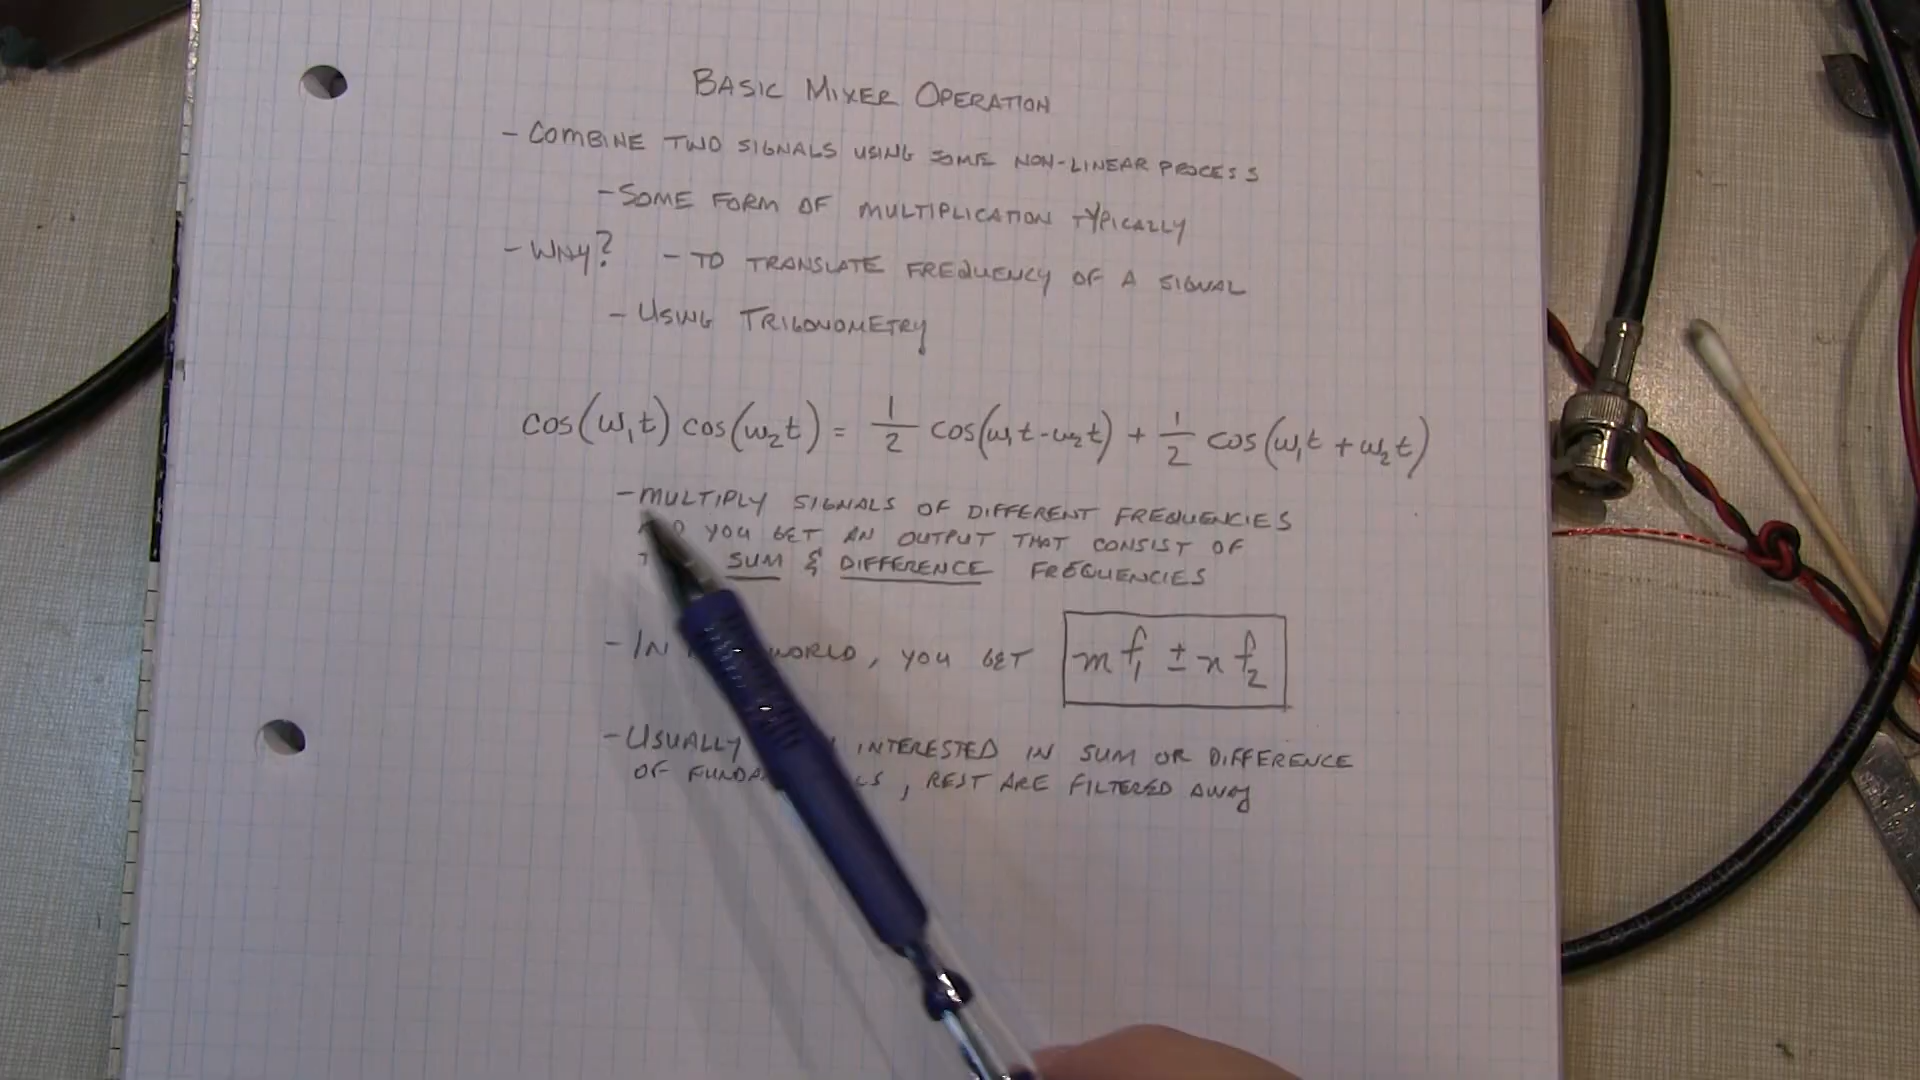 BASIC MIXER OPERATION
- COMBINE TWO SIGNALS USING SOME NON-LINEAR PROCESS
- SOME FORM OF MULTIPLICATION TYPICALLY
- WHY? - TO TRANSLATE FREQUENCY OF A SIGNAL
- USING TRIGONOMETRY
cos(ω₁t) cos(ω₂t) = 1/2 cos(ω₁t - ω₂t) + 1/2 cos(ω₁t + ω₂t)
- MULTIPLY SIGNALS OF DIFFERENT FREQUENCIES
YOU GET AN OUTPUT THAT CONSIST OF
SUM & DIFFERENCE FREQUENCIES
- IN WORLD, YOU GET m f₁ ± n f₂
- USUALLY INTERESTED IN SUM OR DIFFERENCE
OF , REST ARE FILTERED AWAY